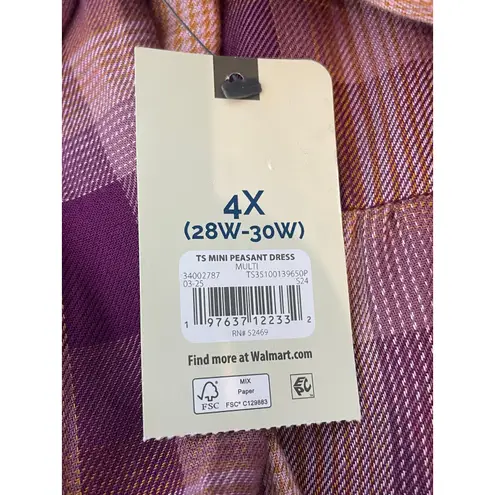 4X
(28W-30W)
TS MINI PEASANT DRESS
MULTI
34002787 TS3S100139650P
03-25 S24
1 97637 12233 2
RN# 52469
Find more at Walmart.com
FSC
MIX
Paper
FSC® C129883